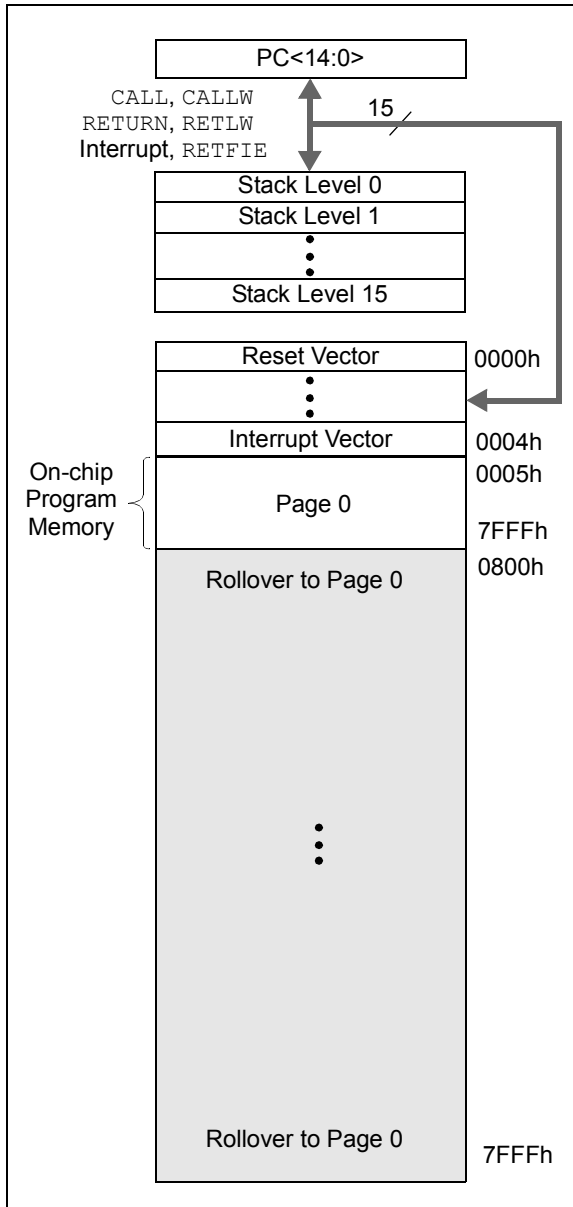 PC<14:0>
CALL, CALLW
RETURN, RETLW
Interrupt, RETFIE
15
Stack Level 0
Stack Level 1
Stack Level 15
Reset Vector
0000h
Interrupt Vector
0004h
On-chip
Program
Memory
Page 0
0005h
7FFFh
Rollover to Page 0
0800h
Rollover to Page 0
7FFFh